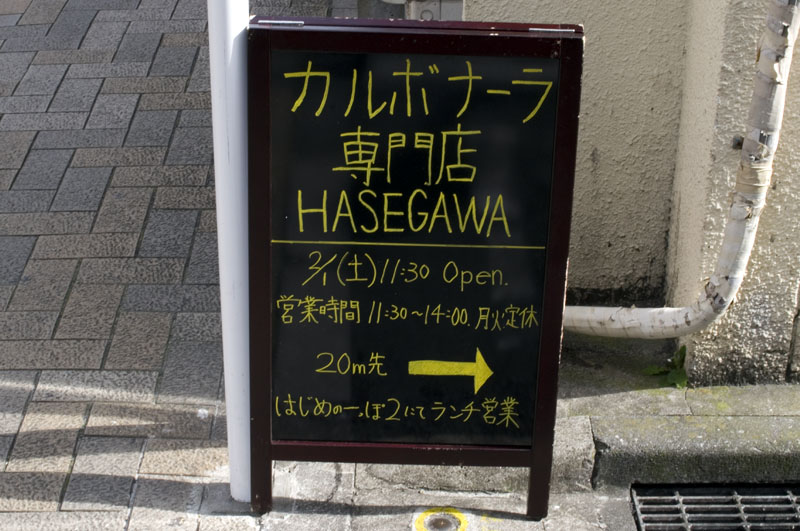 カルボナーラ
専門店
HASEGAWA
2/1(土)11:30 Open.
営業時間 11:30〜14:00.月火定休
20m先
はじめの一っぽ2にてランチ営業